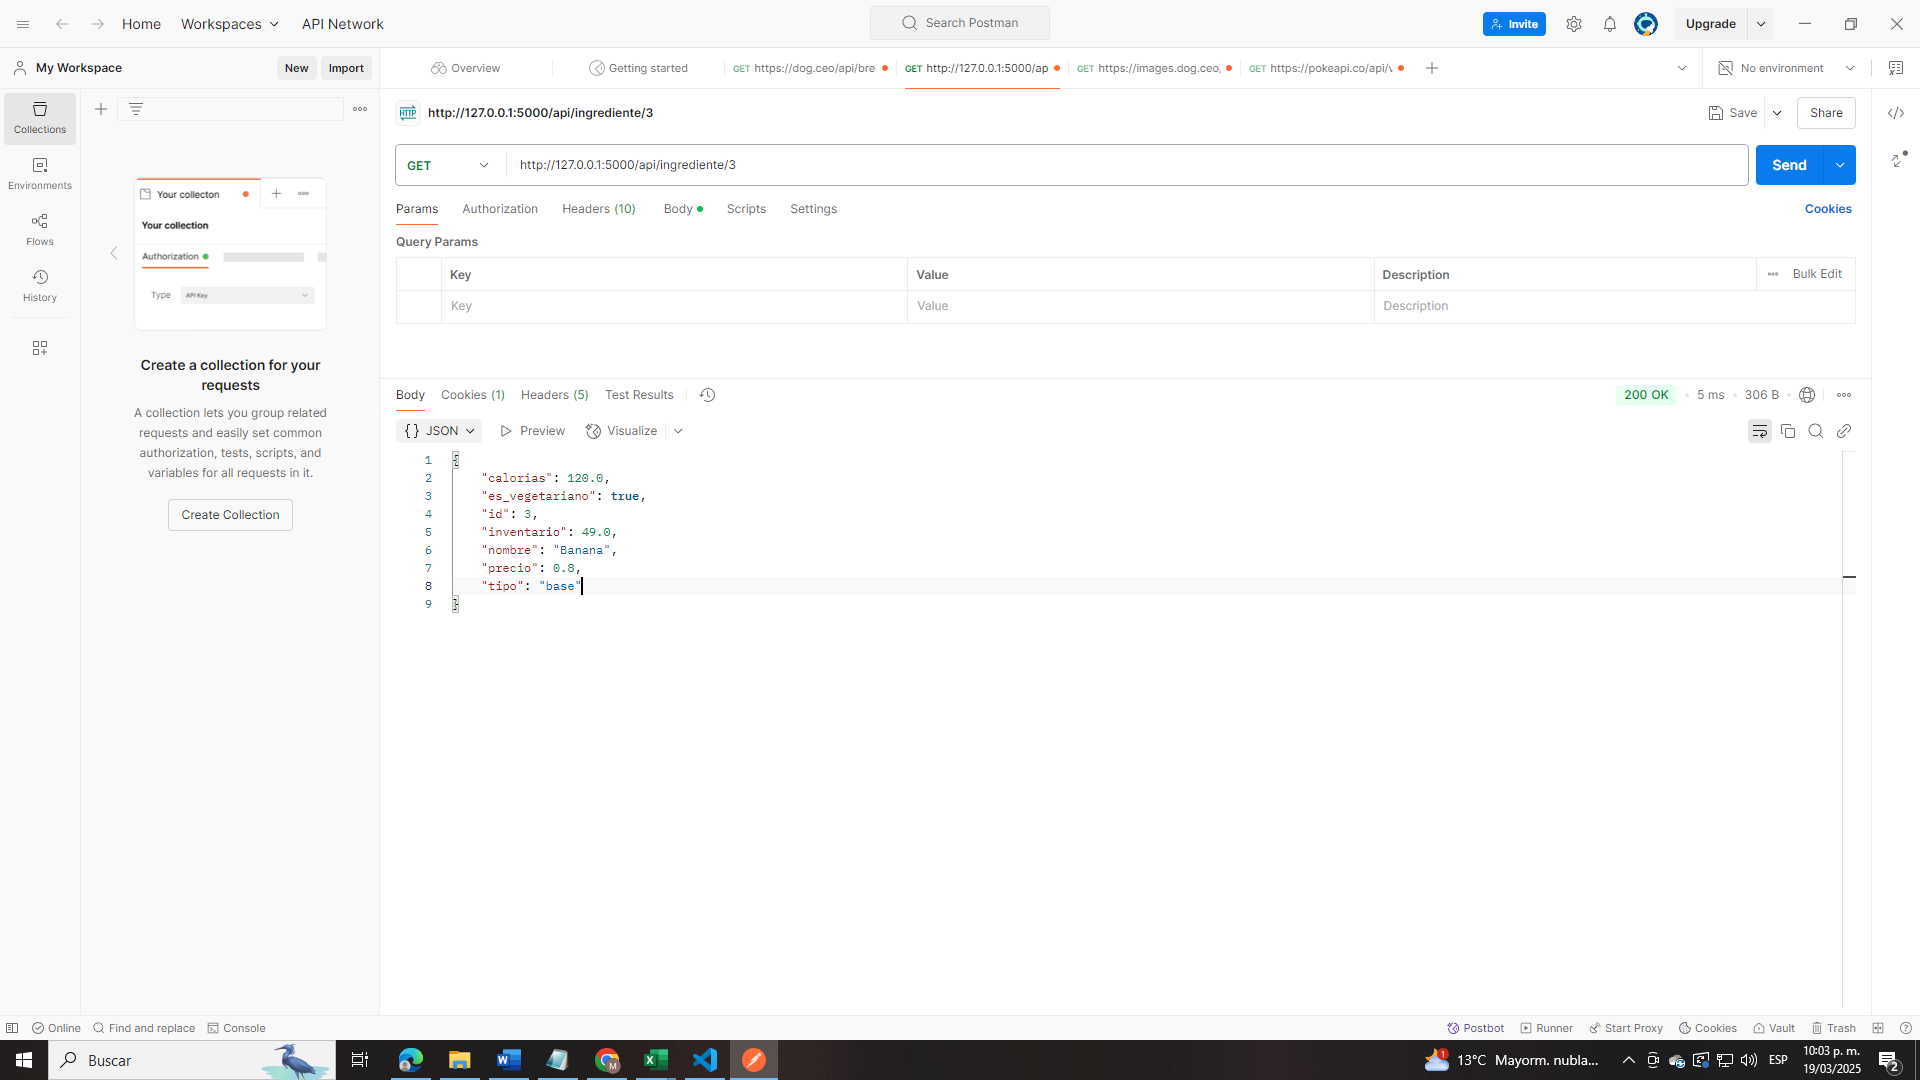 Home
Workspaces
API Network
Search Postman
Invite
Upgrade
My Workspace
New
Import
Overview
Getting started
GET https://dog.ceo/api/bre
GET http://127.0.0.1:5000/ap
GET https://images.dog.ceo,
GET https://pokeapi.co/api/v
No environment
Collections
Environments
Flows
History
Your collecton
Your collection
Authorization
Type
API Key
Create a collection for your
requests
A collection lets you group related
requests and easily set common
authorization, tests, scripts, and
variables for all requests in it.
Create Collection
HTTP
http://127.0.0.1:5000/api/ingrediente/3
Save
Share
GET
http://127.0.0.1:5000/api/ingrediente/3
Send
Params
Authorization
Headers (10)
Body
Scripts
Settings
Cookies
Query Params
Key
Value
Description
Bulk Edit
Key
Value
Description
Body
Cookies (1)
Headers (5)
Test Results
200 OK
5 ms
306 B
{} JSON
Preview
Visualize
1 {
2 "calorias": 120.0,
3 "es_vegetariano": true,
4 "id": 3,
5 "inventario": 49.0,
6 "nombre": "Banana",
7 "precio": 0.8,
8 "tipo": "base"
9 }
Online
Find and replace
Console
Postbot
Runner
Start Proxy
Cookies
Vault
Trash
Buscar
M
1
13°C Mayorm. nubla...
ESP
10:03 p. m.
19/03/2025
2